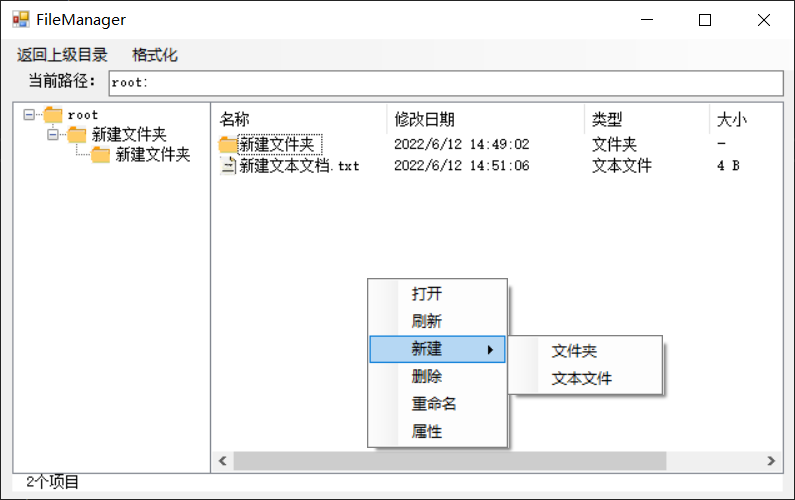 FileManager
返回上级目录 格式化
当前路径： root:
root
新建文件夹
新建文件夹
名称 修改日期 类型 大小
新建文件夹 2022/6/12 14:49:02 文件夹 -
新建文本文档.txt 2022/6/12 14:51:06 文本文件 4 B
打开
刷新
新建
删除
重命名
属性
文件夹
文本文件
2个项目